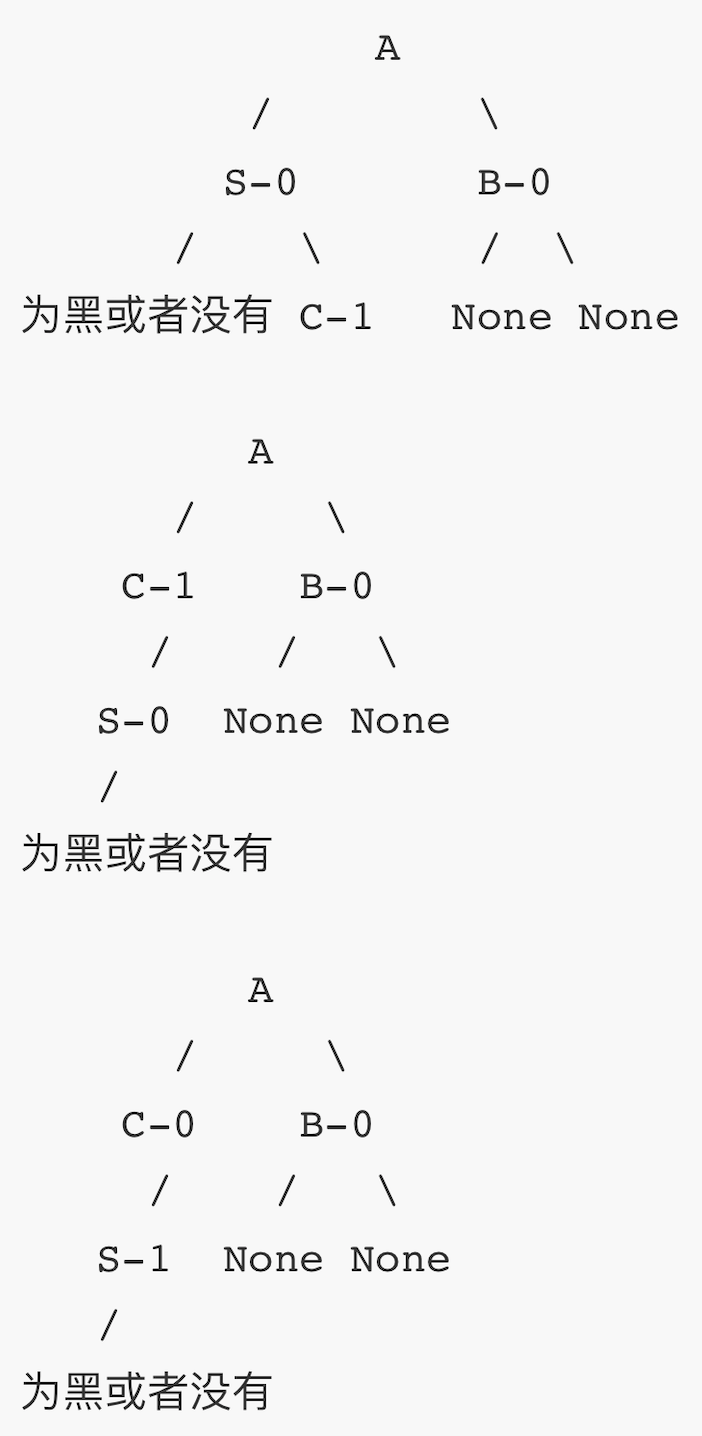 A
/ \
S-0 B-0
/ \ / \
为黑或者没有 C-1 None None
A
/ \
C-1 B-0
/ / \
S-0 None None
/
为黑或者没有
A
/ \
C-0 B-0
/ / \
S-1 None None
/
为黑或者没有